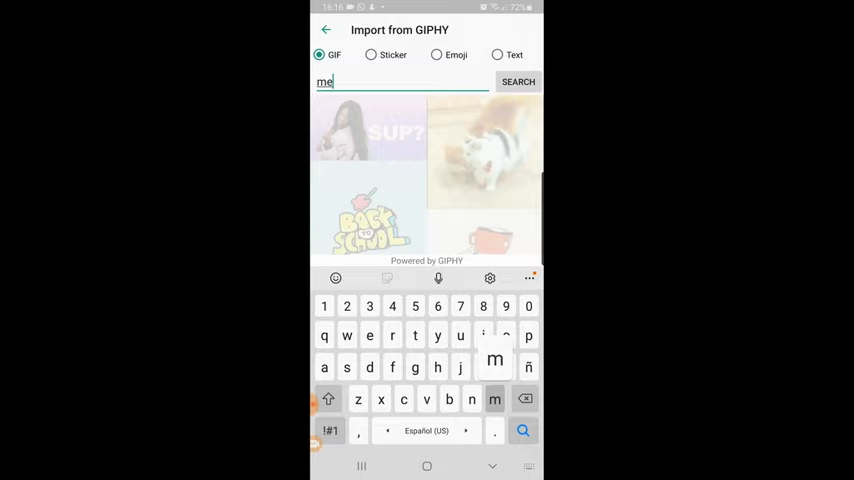 16:16 72%
Import from GIPHY
GIF Sticker Emoji Text
me SEARCH
SUP?
BACK
TO
SCHOOL
Powered by GIPHY
1 2 3 4 5 6 7 8 9 0
q w e r t y u i o p
a s d f g h j m ñ
z x c v b n m
!#1 , Español (US) .